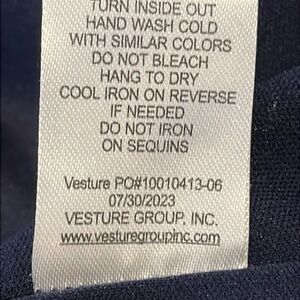 TURN INSIDE OUT
HAND WASH COLD
WITH SIMILAR COLORS
DO NOT BLEACH
HANG TO DRY
COOL IRON ON REVERSE
IF NEEDED
DO NOT IRON
ON SEQUINS
Vesture PO#10010413-06
07/30/2023
VESTURE GROUP, INC.
www.vesturegroupinc.com